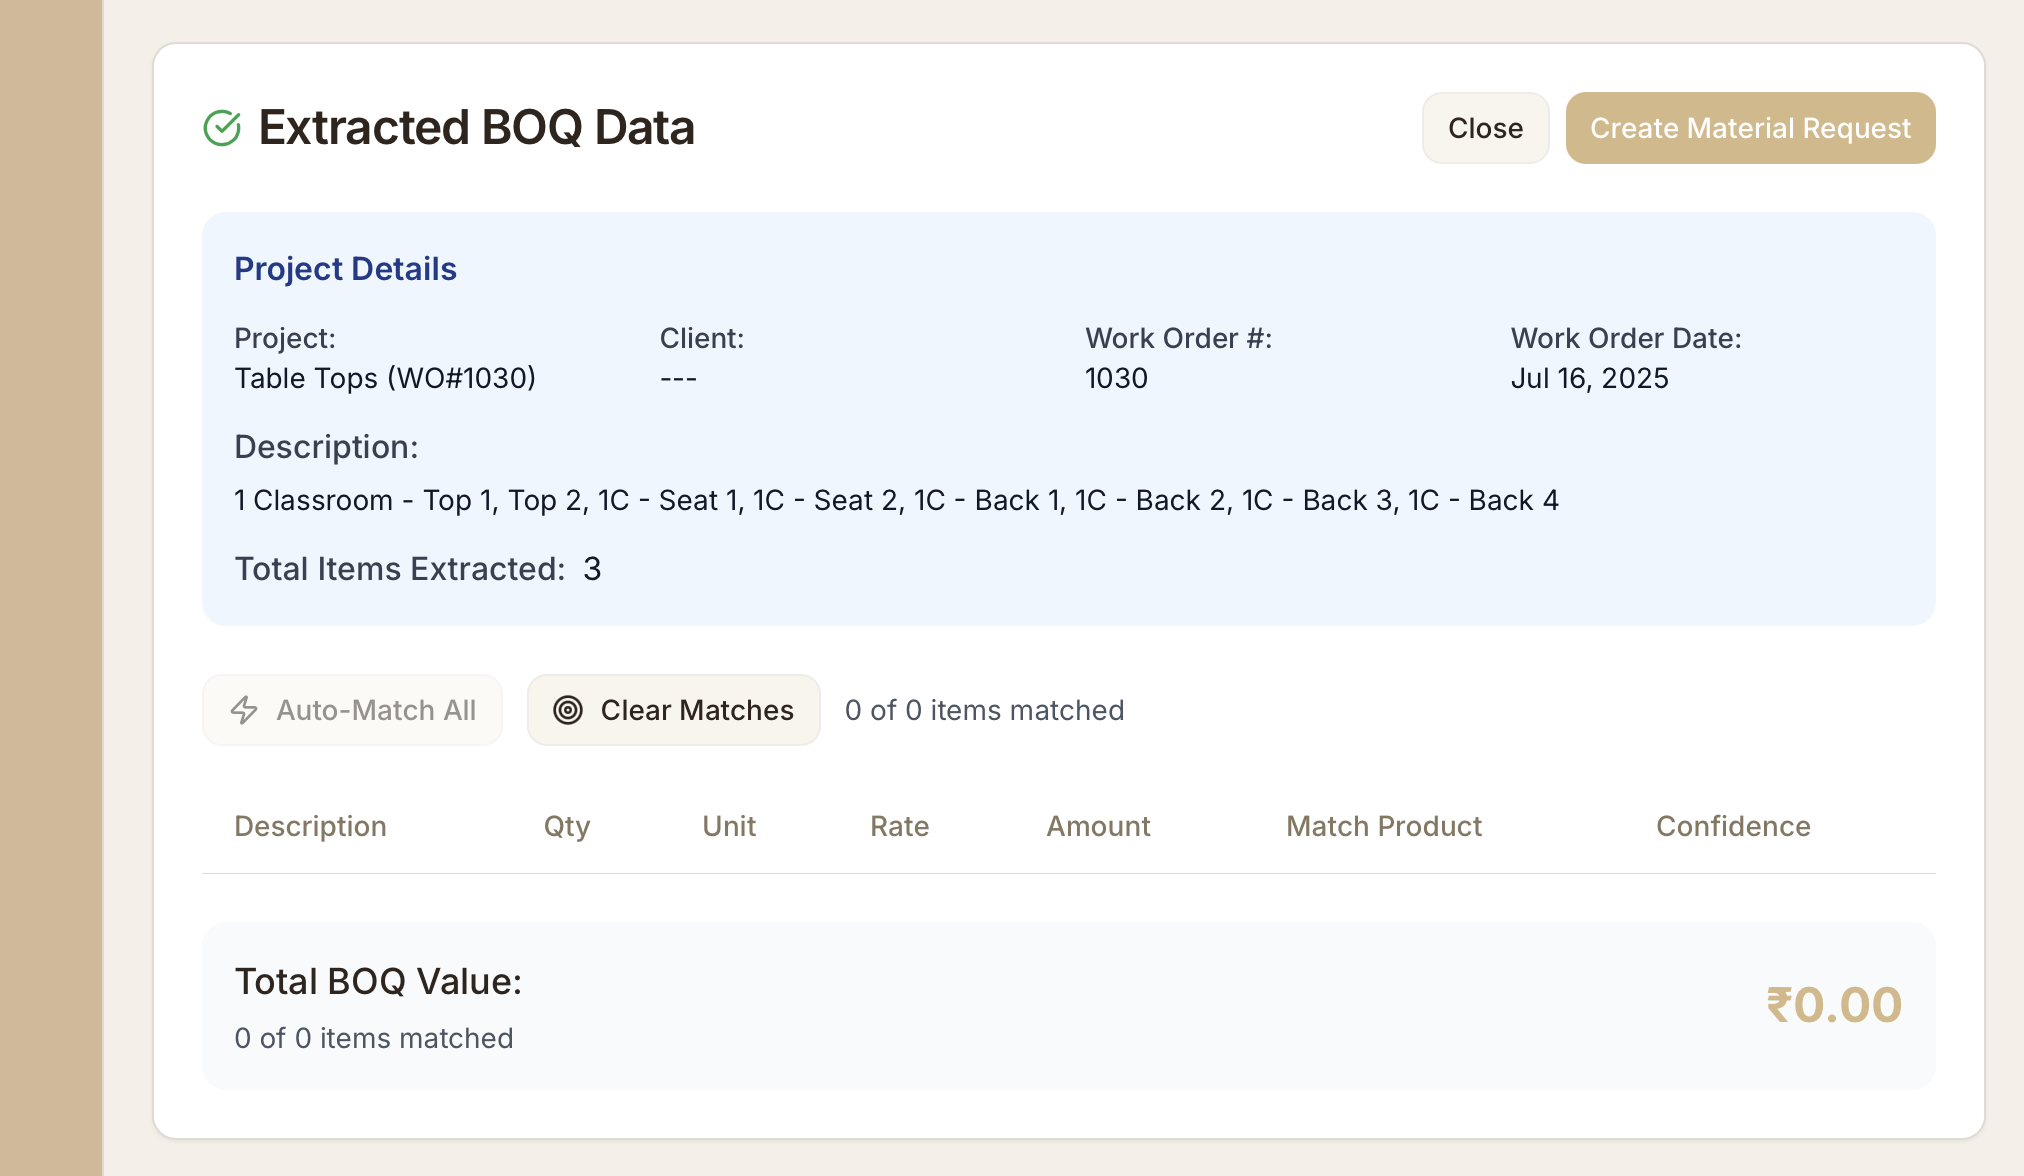 Extracted BOQ Data
Close
Create Material Request
Project Details
Project:
Table Tops (WO#1030)
Client:
---
Work Order #:
1030
Work Order Date:
Jul 16, 2025
Description:
1 Classroom - Top 1, Top 2, 1C - Seat 1, 1C - Seat 2, 1C - Back 1, 1C - Back 2, 1C - Back 3, 1C - Back 4
Total Items Extracted: 3
Auto-Match All
Clear Matches
0 of 0 items matched
Description Qty Unit Rate Amount Match Product Confidence
Total BOQ Value:
0 of 0 items matched
₹0.00